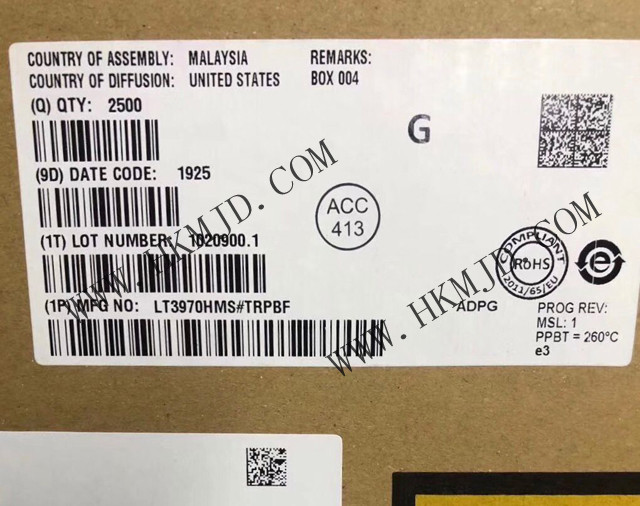 COUNTRY OF ASSEMBLY: MALAYSIA
REMARKS:
COUNTRY OF DIFFUSION: UNITED STATES
BOX 004
(Q) QTY: 2500
G
(9D) DATE CODE: 1925
ACC
413
(1T) LOT NUMBER: 1020900.1
COMPLIANT
RoHS
2011/65/EU
e
(1P) MFG NO: LT3970HMS#TRPBF
ADPG
PROG REV:
MSL: 1
PPBT = 260°C
e3
WWW.HKMJD.COM
WWW.HKMJD.COM